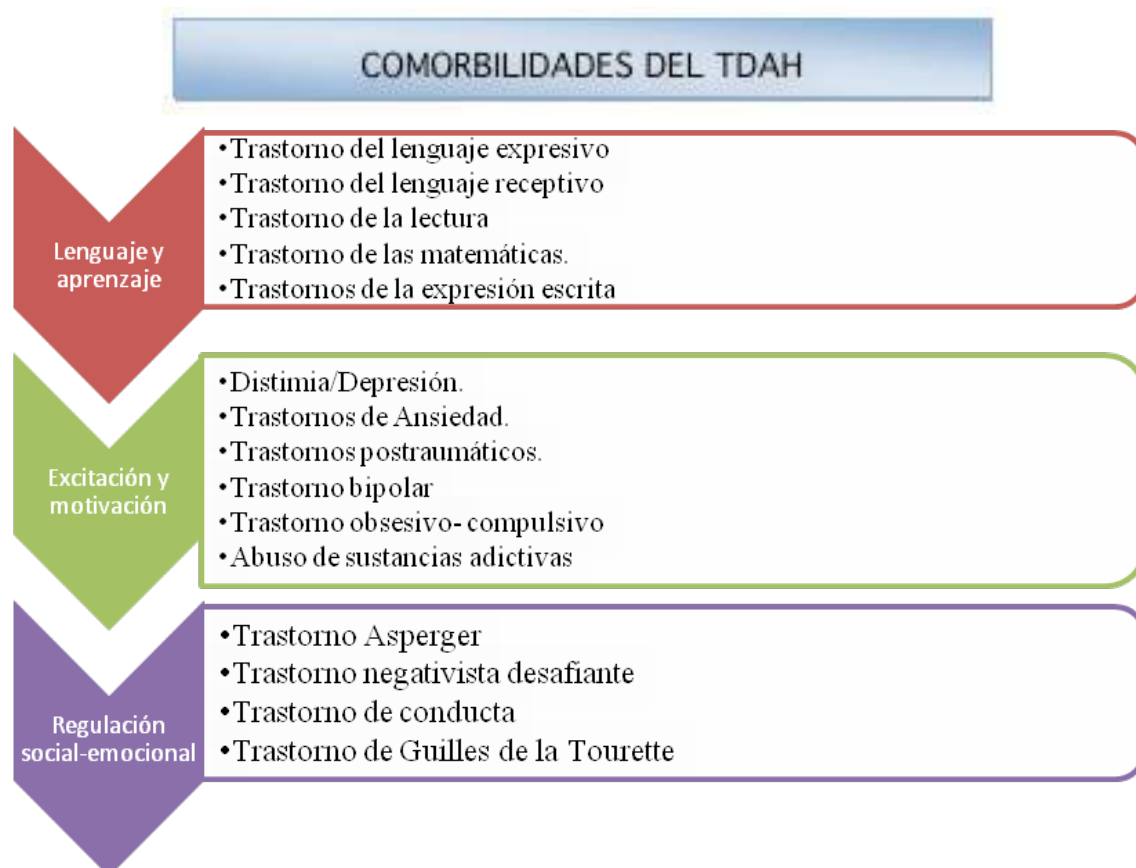 COMORBILIDADES DEL TDAH
Lenguaje y
aprenzaje
•Trastorno del lenguaje expresivo
•Trastorno del lenguaje receptivo
•Trastorno de la lectura
•Trastorno de las matemáticas.
•Trastornos de la expresión escrita
Excitación y
motivación
•Distimia/Depresión.
•Trastornos de Ansiedad.
•Trastornos postraumáticos.
•Trastorno bipolar
•Trastorno obsesivo- compulsivo
•Abuso de sustancias adictivas
Regulación
social-emocional
•Trastorno Asperger
•Trastorno negativista desafiante
•Trastorno de conducta
•Trastorno de Guilles de la Tourette